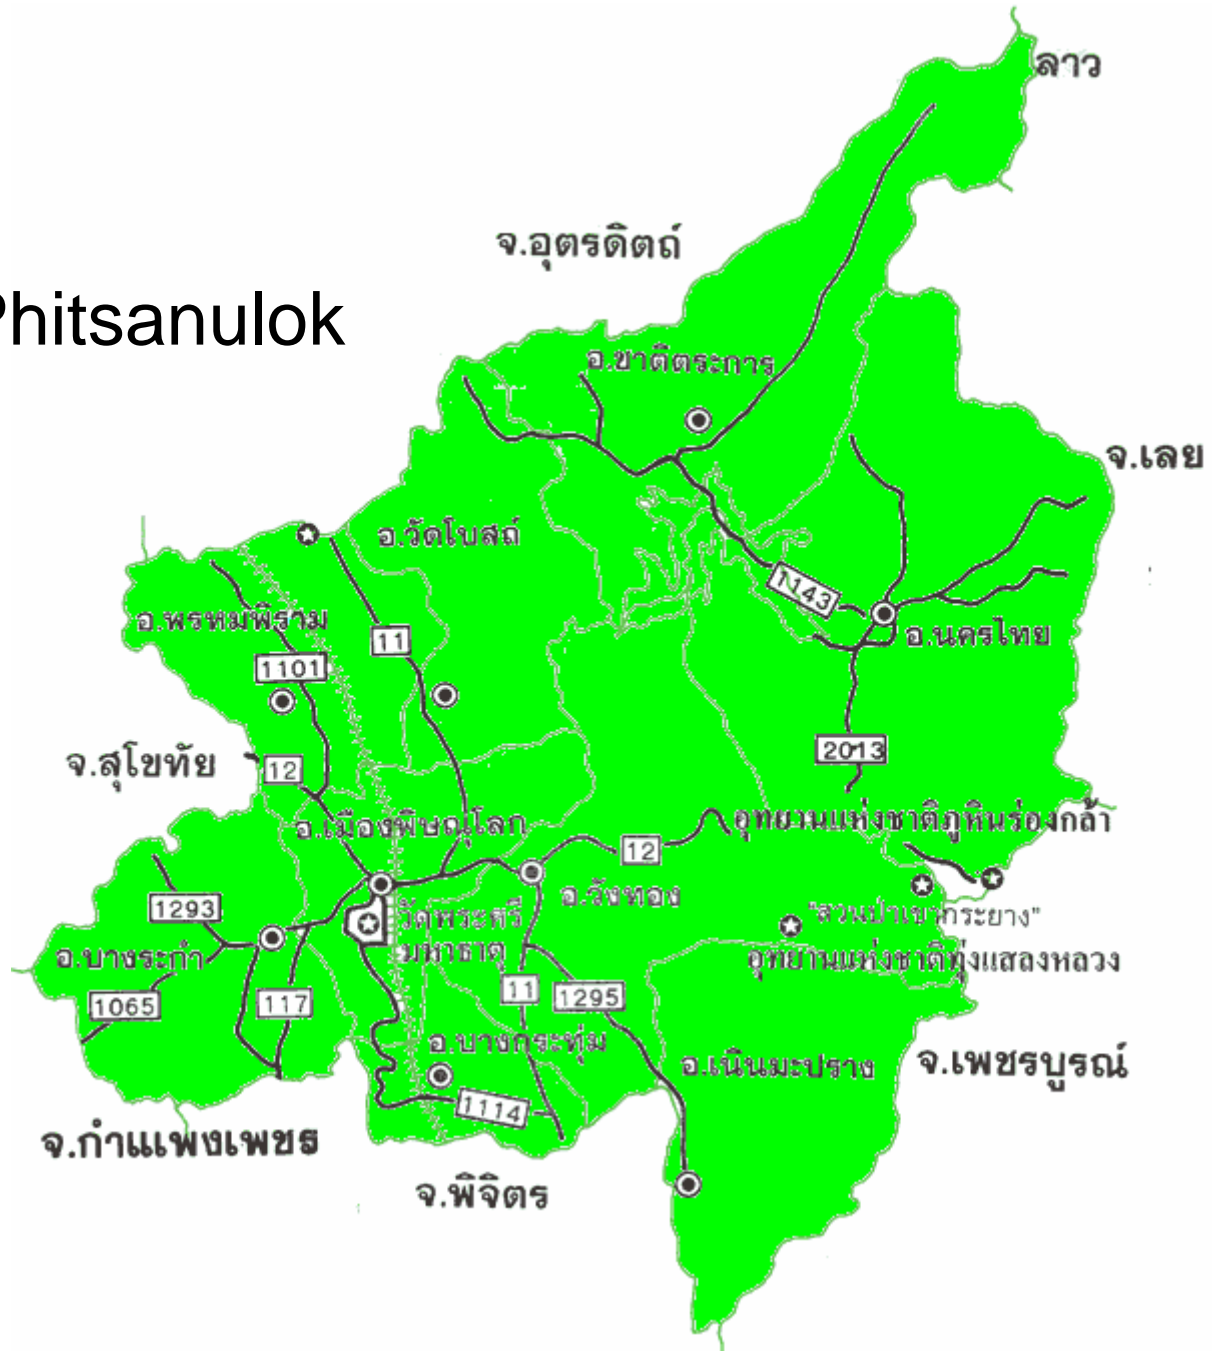 ลาว
จ.อุตรดิตถ์
hitsanulok
อ.ชาติตระการ
จ.เลย
อ.วัดโบสถ์
1143
อ.พรหมพิราม
11
อ.นครไทย
1101
2013
จ.สุโขทัย
12
อุทยานแห่งชาติภูหินร่องกล้า
อ.เมืองพิษณุโลก
12
อ.วังทอง
1293
วัดพระศรี
มหาธาตุ
"สวนป่าเขากระยาง"
อ.บางระกำ
อุทยานแห่งชาติทุ่งแสลงหลวง
1065
117
11
1295
อ.บางกระทุ่ม
อ.เนินมะปราง
จ.เพชรบูรณ์
1114
จ.กำแพงเพชร
จ.พิจิตร